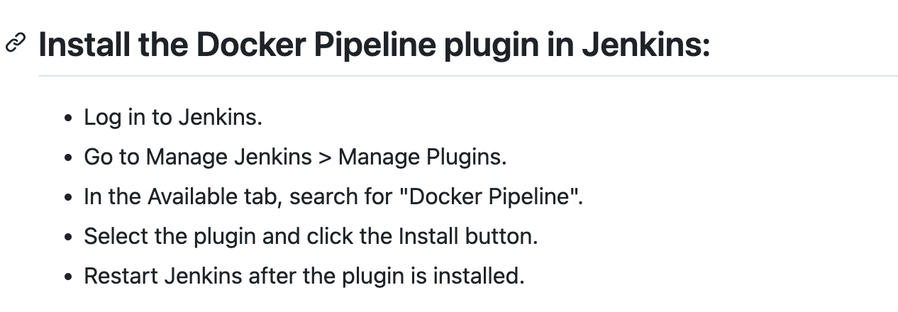 Install the Docker Pipeline plugin in Jenkins:
Log in to Jenkins.
Go to Manage Jenkins > Manage Plugins.
In the Available tab, search for "Docker Pipeline".
Select the plugin and click the Install button.
Restart Jenkins after the plugin is installed.